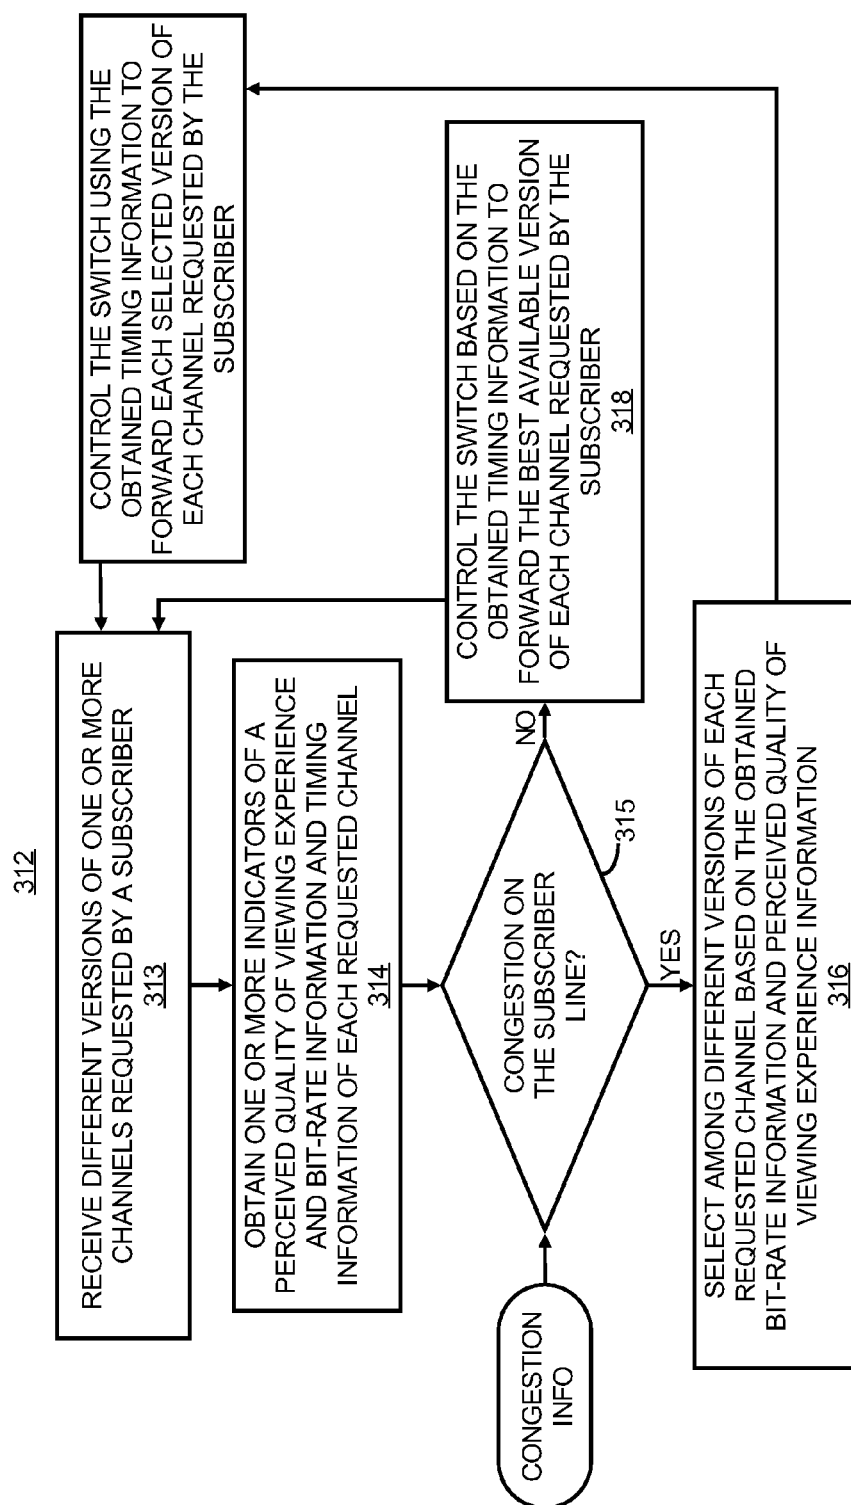 312
RECEIVE DIFFERENT VERSIONS OF ONE OR MORE
CHANNELS REQUESTED BY A SUBSCRIBER
313
OBTAIN ONE OR MORE INDICATORS OF A
PERCEIVED QUALITY OF VIEWING EXPERIENCE
AND BIT-RATE INFORMATION AND TIMING
INFORMATION OF EACH REQUESTED CHANNEL
314
CONGESTION
INFO
CONGESTION ON
THE SUBSCRIBER
LINE?
315
NO
YES
CONTROL THE SWITCH BASED ON THE
OBTAINED TIMING INFORMATION TO
FORWARD THE BEST AVAILABLE VERSION
OF EACH CHANNEL REQUESTED BY THE
SUBSCRIBER
318
SELECT AMONG DIFFERENT VERSIONS OF EACH
REQUESTED CHANNEL BASED ON THE OBTAINED
BIT-RATE INFORMATION AND PERCEIVED QUALITY OF
VIEWING EXPERIENCE INFORMATION
316
CONTROL THE SWITCH USING THE
OBTAINED TIMING INFORMATION TO
FORWARD EACH SELECTED VERSION OF
EACH CHANNEL REQUESTED BY THE
SUBSCRIBER